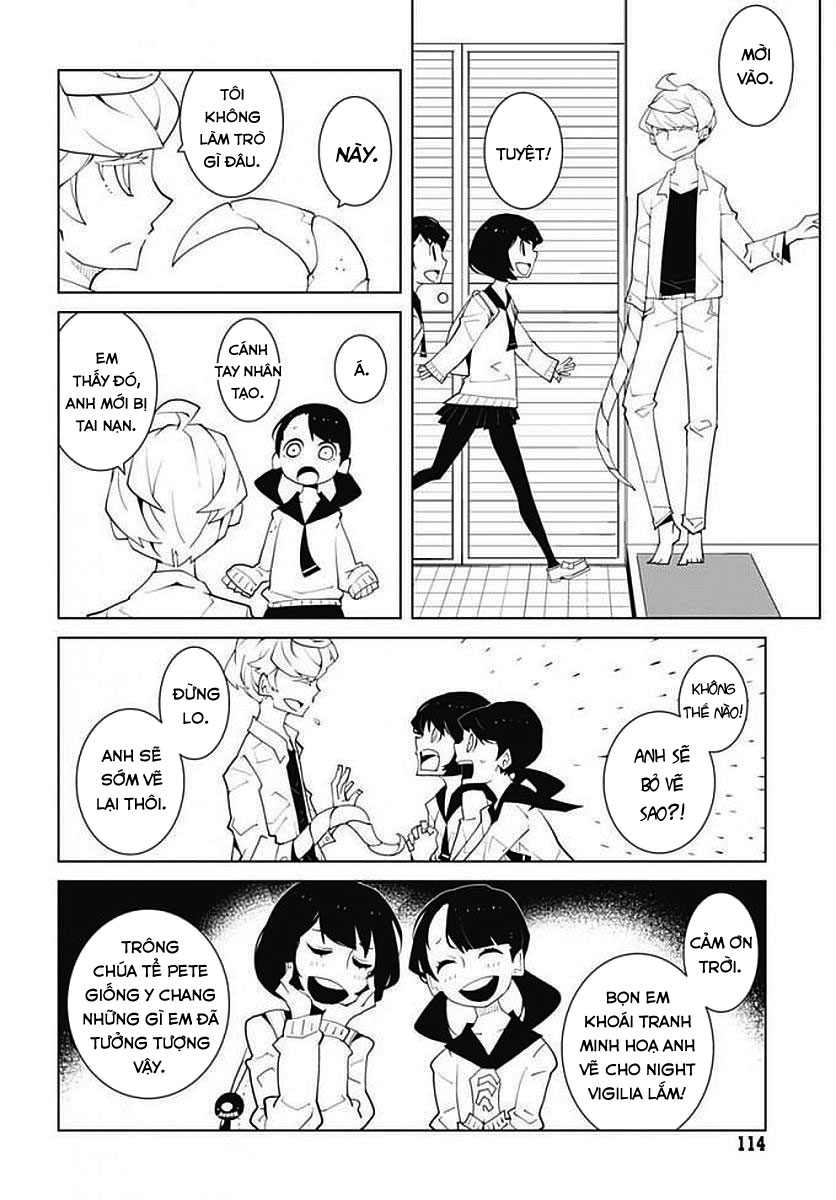 MỜI
VÀO.
TUYỆT!
NÀY.
TÔI
KHÔNG
LÀM TRÒ
GÌ ĐÂU.
Á.
CÁNH
TAY NHÂN
TẠO.
EM
THẤY ĐÓ,
ANH MỚI BỊ
TAI NẠN.
KHÔNG
THỂ NÀO!
ANH SẼ
BỎ VẼ
SAO?!
ĐỪNG
LO.
ANH SẼ
SỚM VẼ
LẠI THÔI.
CẢM ƠN
TRỜI.
BỌN EM
KHOÁI TRANH
MINH HOẠ ANH
VẼ CHO NIGHT
VIGILIA LẮM!
TRÔNG
CHÚA TỂ PETE
GIỐNG Y CHANG
NHỮNG GÌ EM ĐÃ
TƯỞNG TƯỢNG
VẬY.
114